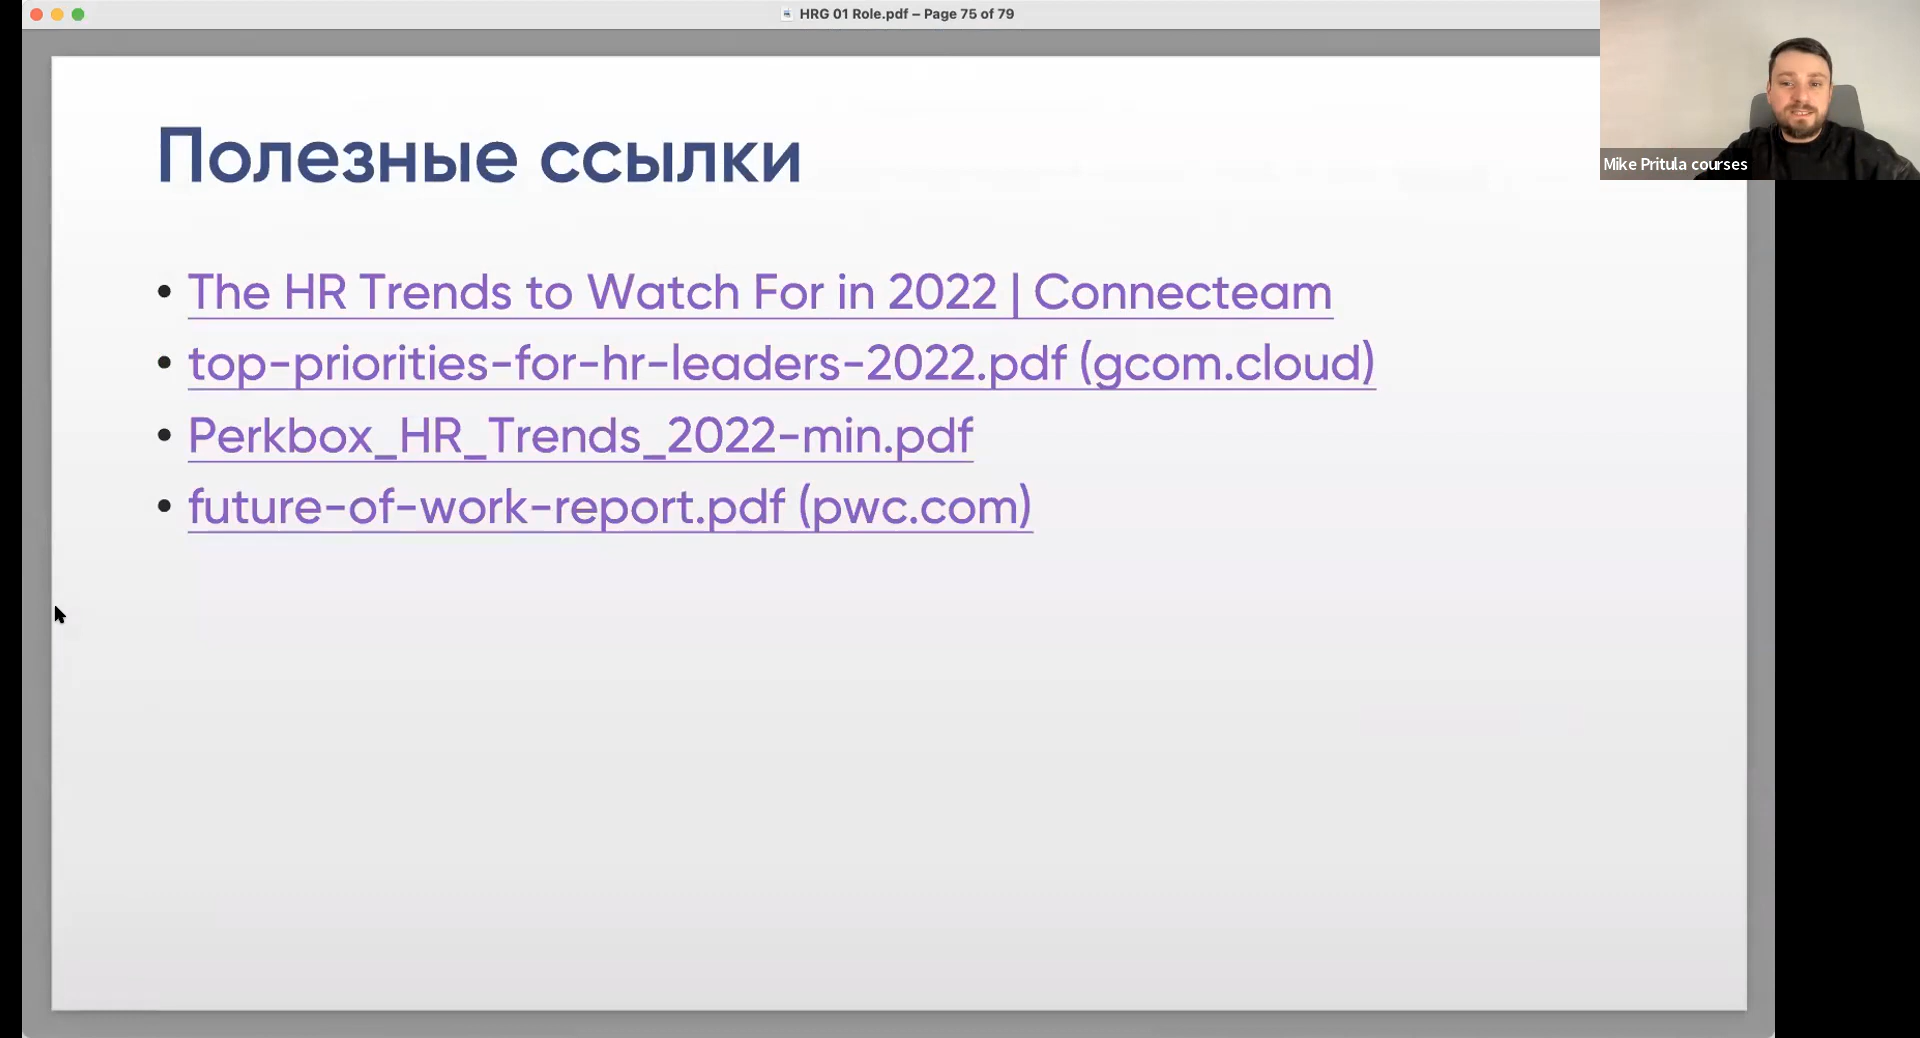 HRG 01 Role.pdf – Page 75 of 79
Mike Pritula courses
Полезные ссылки
• The HR Trends to Watch For in 2022 | Connecteam
• top-priorities-for-hr-leaders-2022.pdf (gcom.cloud)
• Perkbox_HR_Trends_2022-min.pdf
• future-of-work-report.pdf (pwc.com)